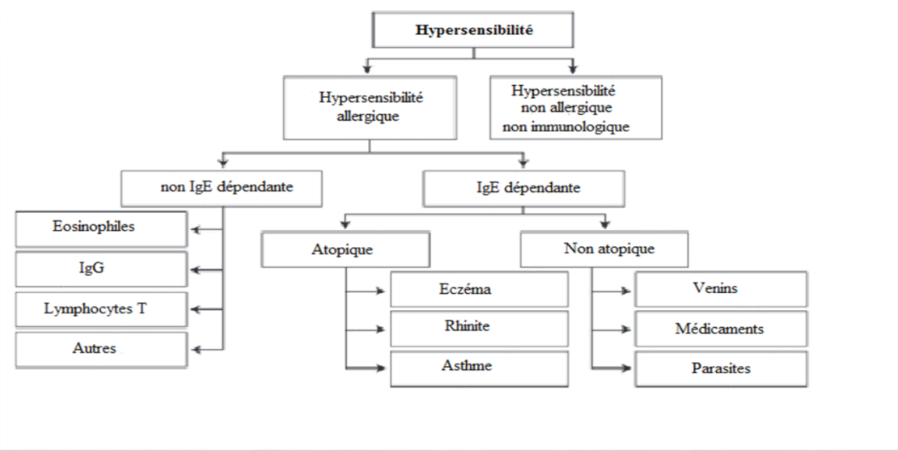 Hypersensibilité
Hypersensibilité
allergique
Hypersensibilité
non allergique
non immunologique
non IgE dépendante
IgE dépendante
Eosinophiles
IgG
Lymphocytes T
Autres
Atopique
Eczéma
Rhinite
Asthme
Non atopique
Venins
Médicaments
Parasites